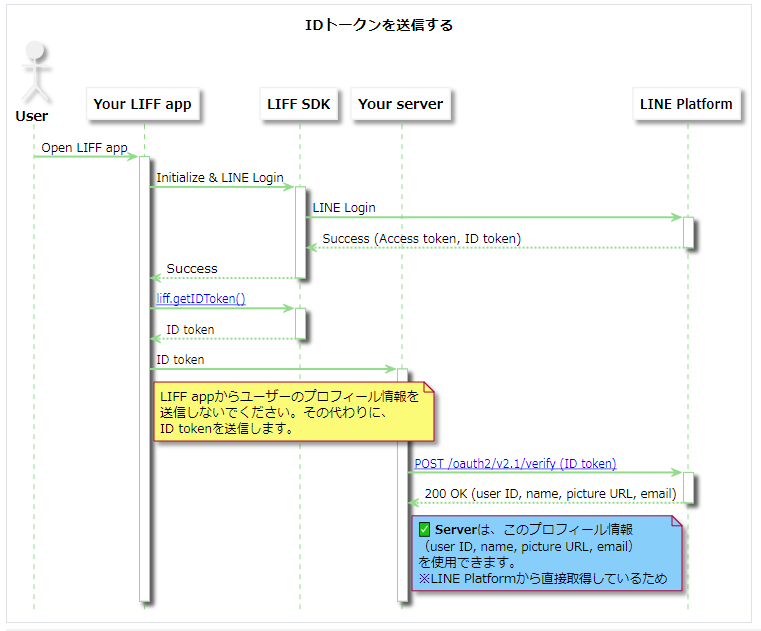 IDトークンを送信する
User
Your LIFF app
LIFF SDK
Your server
LINE Platform
Open LIFF app
Initialize & LINE Login
LINE Login
Success (Access token, ID token)
Success
liff.getIDToken()
ID token
ID token
LIFF appからユーザーのプロフィール情報を
送信しないでください。その代わりに、
ID tokenを送信します。
POST /oauth2/v2.1/verify (ID token)
200 OK (user ID, name, picture URL, email)
✅ Serverは、このプロフィール情報
（user ID, name, picture URL, email）
を使用できます。
※LINE Platformから直接取得しているため